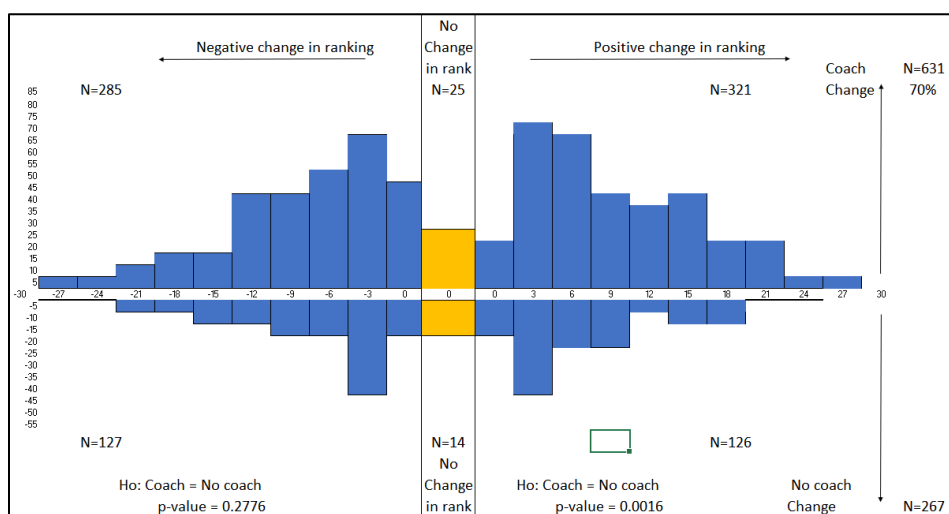 No
Change
in rank
Negative change in ranking
Positive change in ranking
Coach
Change
N=631
70%
N=285
N=25
N=321
85
80
75
70
65
60
55
50
45
40
35
30
25
20
15
10
5
-30 -27 -24 -21 -18 -15 -12 -9 -6 -3 0 0 0 3 6 9 12 15 18 21 24 27 30
-5
-10
-15
-20
-25
-30
-35
-40
-45
-50
-55
N=127
N=14
N=126
No
Change
in rank
Ho: Coach = No coach
p-value = 0.2776
Ho: Coach = No coach
p-value = 0.0016
No coach
Change
N=267